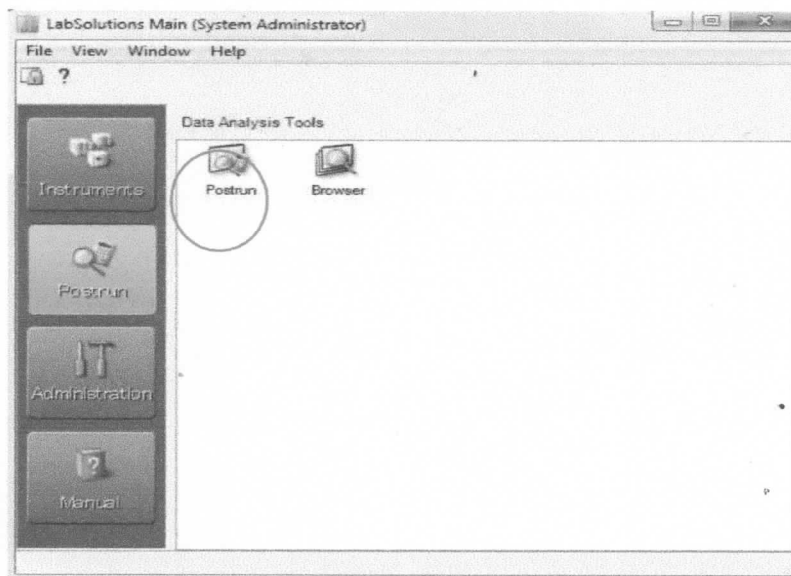 LabSolutions Main (System Administrator)
File View Window Help
?
Data Analysis Tools
Instruments
Postrun
Browser
Postrun
Administration
?
Manual